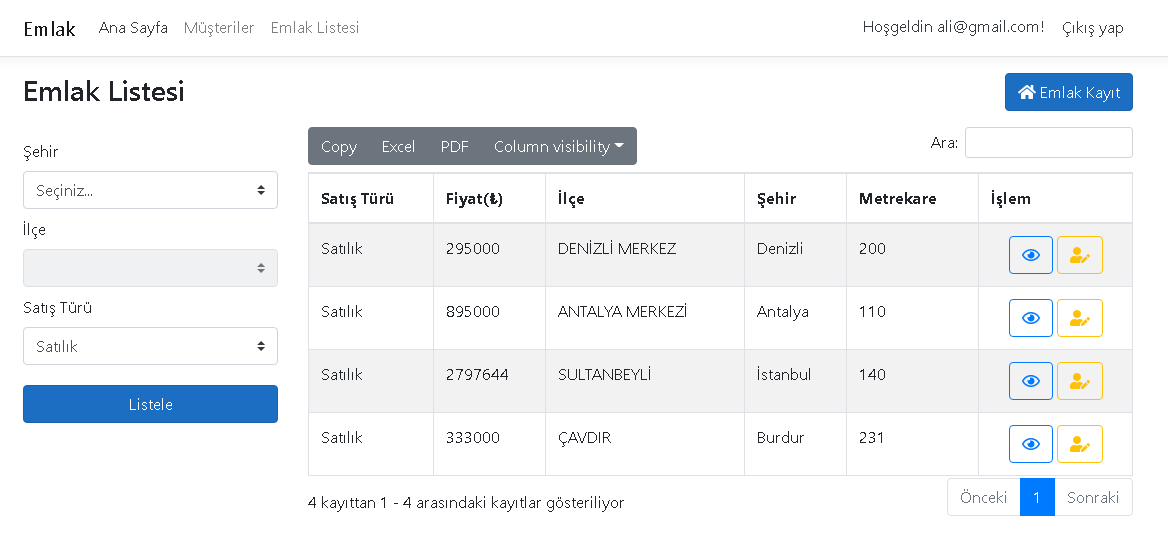 Emlak Ana Sayfa Müşteriler Emlak Listesi Hoşgeldin ali@gmail.com! Çıkış yap
Emlak Listesi Emlak Kayıt
Şehir
Seçiniz...
İlçe
Satış Türü
Satılık
Listele
Copy Excel PDF Column visibility Ara:
Satış Türü Fiyat(₺) İlçe Şehir Metrekare İşlem
Satılık 295000 DENİZLİ MERKEZ Denizli 200
Satılık 895000 ANTALYA MERKEZİ Antalya 110
Satılık 2797644 SULTANBEYLİ İstanbul 140
Satılık 333000 ÇAVDIR Burdur 231
4 kayıttan 1 - 4 arasındaki kayıtlar gösteriliyor Önceki 1 Sonraki